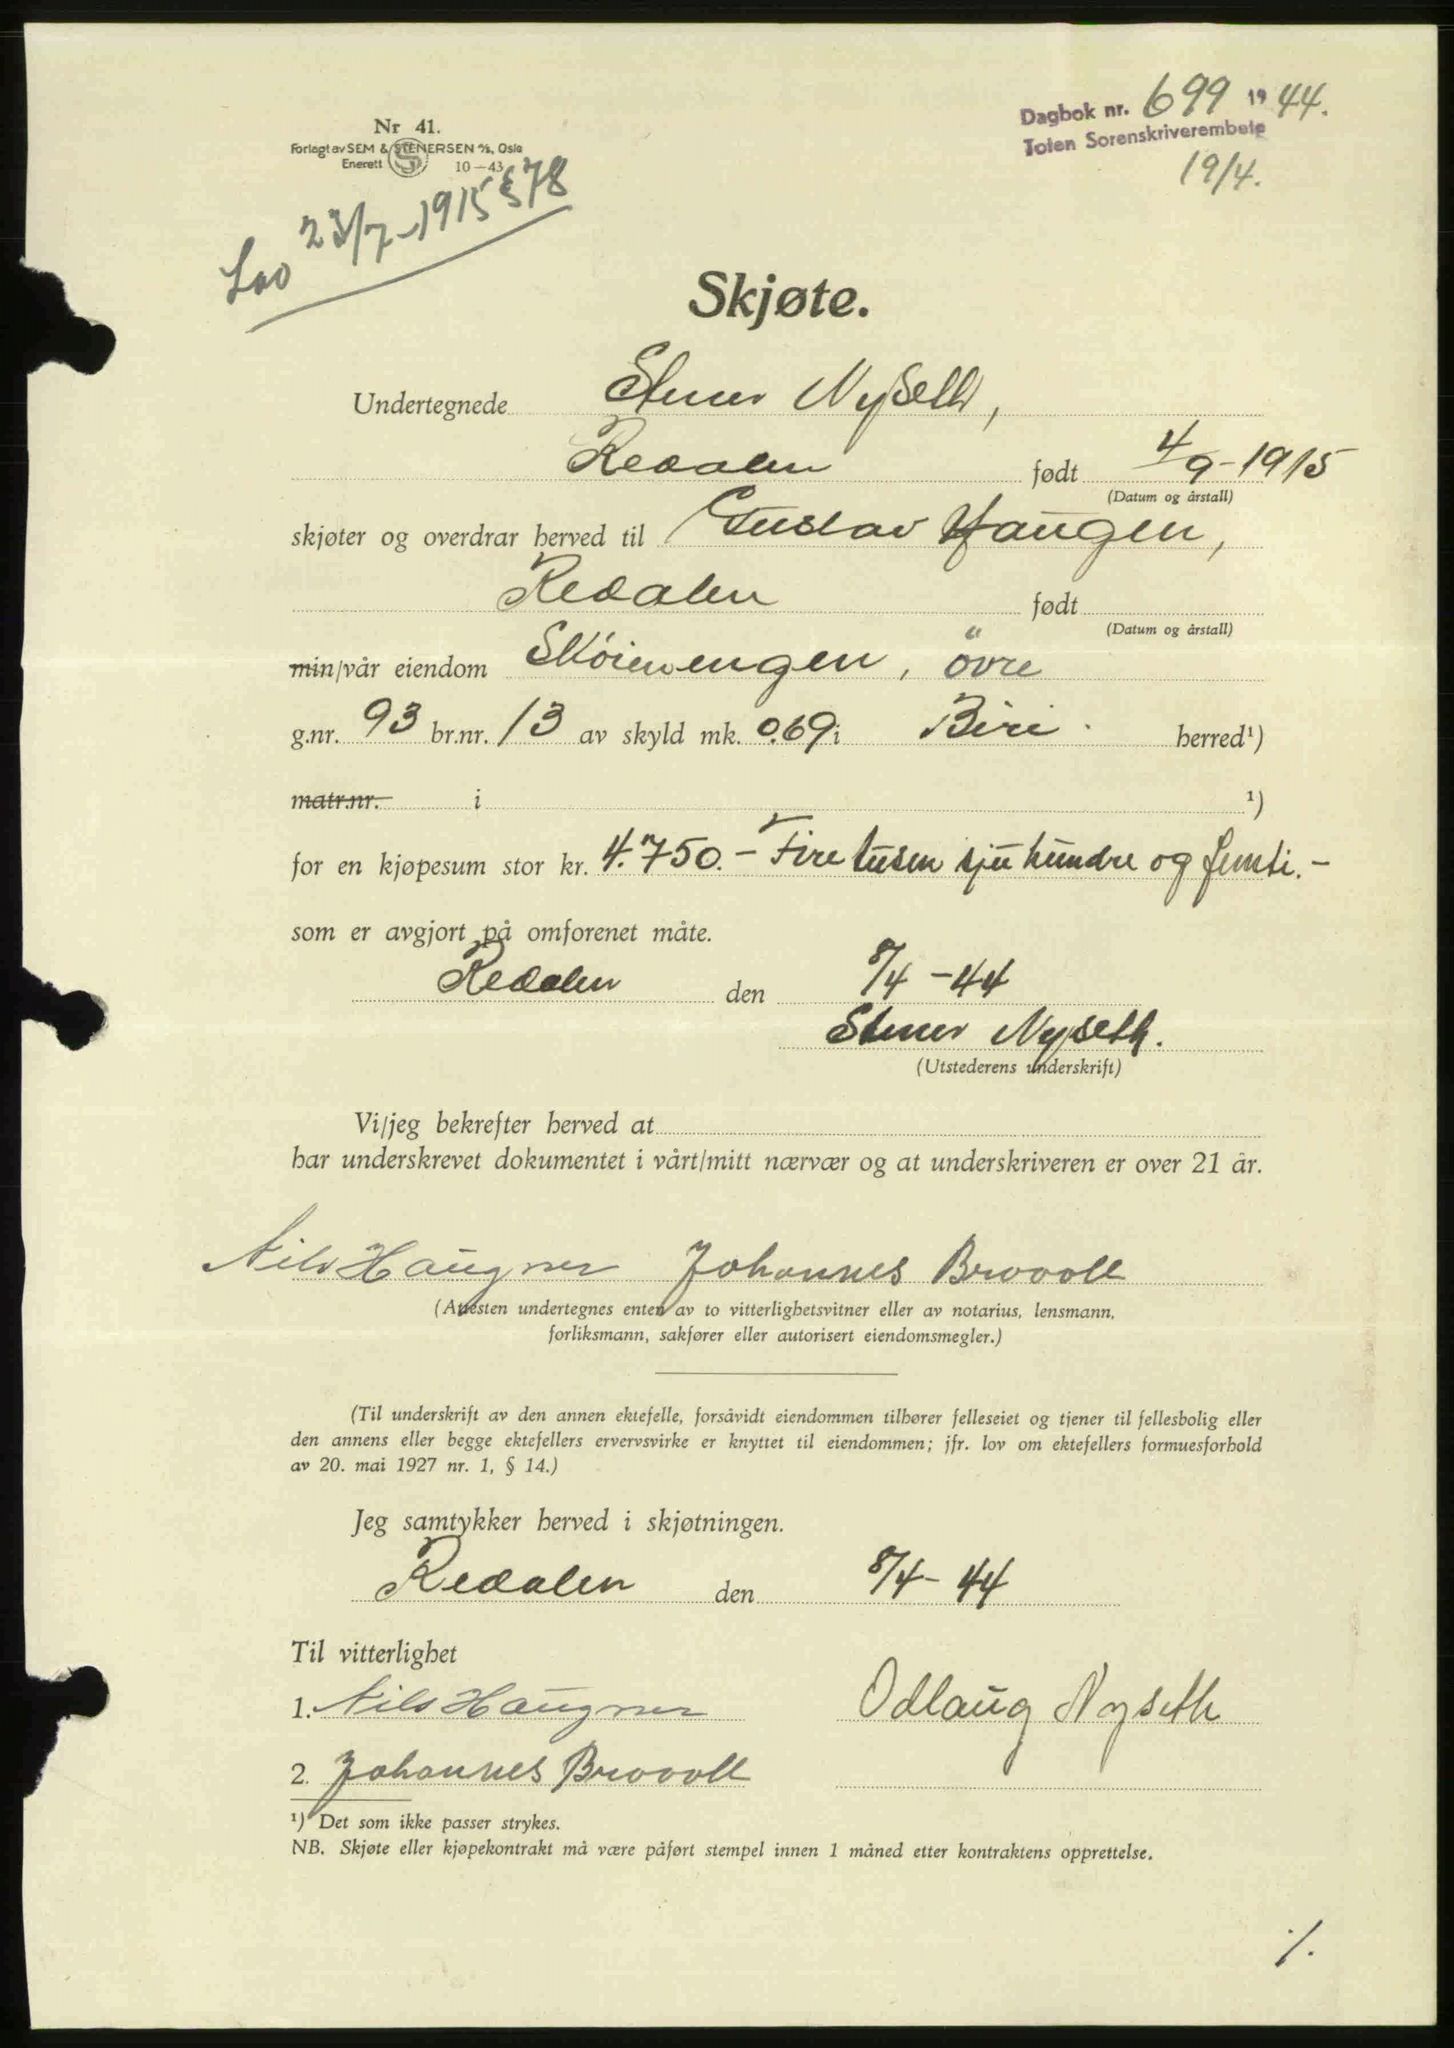 Nr 41.
Forlagt av SEM & STENERSEN A/S, Oslo
Enerett S 10-43
Dagbok nr. 699 1944.
Toten Sorenskriverembete
19/4.
23/7-1915 § 78
Skjøte.
Undertegnede Stener Nyseth,
Redalen født 4/9-1915
(Datum og årstall)
skjøter og overdrar herved til Gustav Haugen,
Redalen født
(Datum og årstall)
min/vår eiendom Skóienengen, övre
g.nr. 93 br.nr. 13 av skyld mk. 0.69 i Biri. herred¹)
matr.nr. i ¹)
for en kjøpesum stor kr. 4.750.- Fire tusen sju hundre og femti.-
som er avgjort på omforenet måte.
Redalen den 8/4-44
Stener Nyseth.
(Utstederens underskrift)
Vi/jeg bekrefter herved at
har underskrevet dokumentet i vårt/mitt nærvær og at underskriveren er over 21 år.
Nils Haugner Johannes Brovoll
(Attesten undertegnes enten av to vitterlighetsvitner eller av notarius, lensmann,
forliksmann, sakfører eller autorisert eiendomsmegler.)
(Til underskrift av den annen ektefelle, forsåvidt eiendommen tilhører felleseiet og tjener til fellesbolig eller
den annens eller begge ektefellers ervervsvirke er knyttet til eiendommen; jfr. lov om ektefellers formuesforhold
av 20. mai 1927 nr. 1, § 14.)
Jeg samtykker herved i skjøtningen.
Redalen den 8/4-44
Til vitterlighet
1. Nils Haugner Odlaug Nyseth
2. Johannes Brovoll
¹) Det som ikke passer strykes.
NB. Skjøte eller kjøpekontrakt må være påført stempel innen 1 måned etter kontraktens opprettelse.
./.